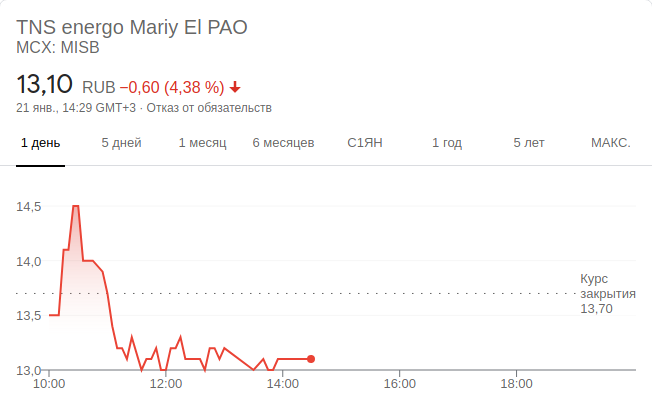 TNS energo Mariy El PAO
MCX: MISB
13,10 RUB −0,60 (4,38 %)
21 янв., 14:29 GMT+3 · Отказ от обязательств
1 день 5 дней 1 месяц 6 месяцев С1ЯН 1 год 5 лет МАКС.
14,5
14,0
Курс
закрытия
13,70
13,5
13,0
10:00 12:00 14:00 16:00 18:00